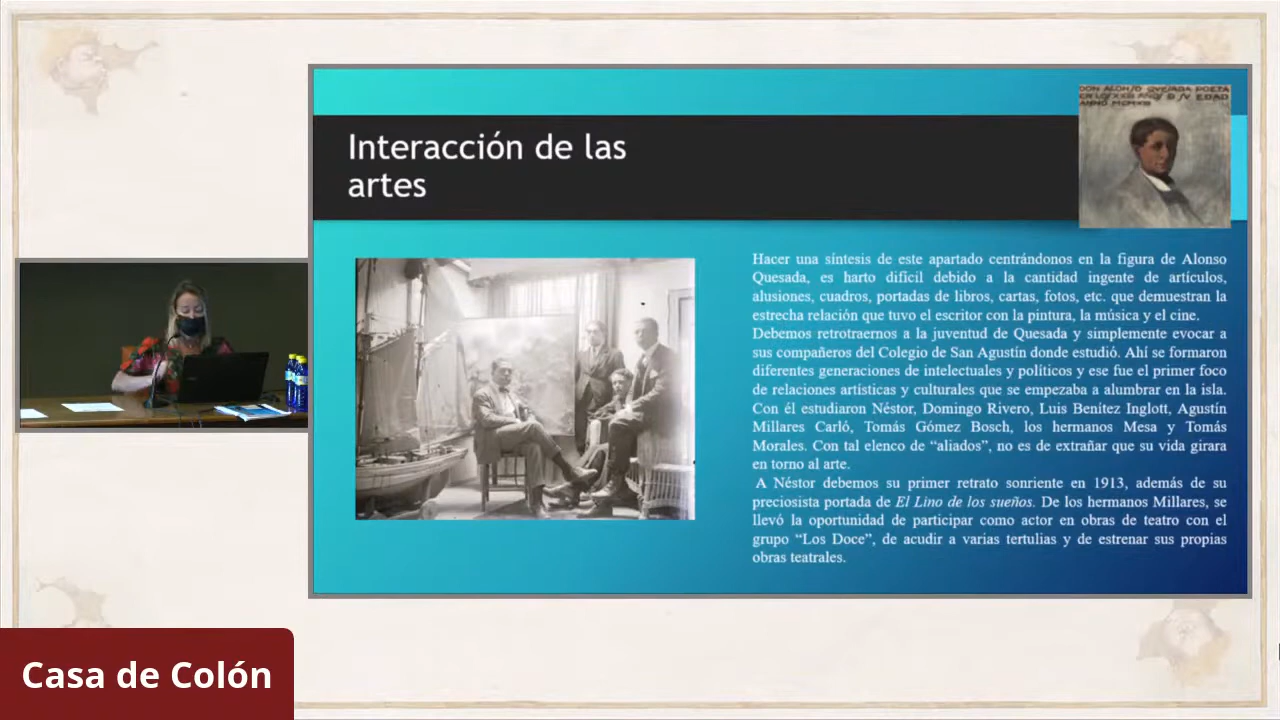 Interacción de las
artes
DON ALONSO QVESADA POETA
Hacer una síntesis de este apartado centrándonos en la figura de Alonso
Quesada, es harto difícil debido a la cantidad ingente de artículos,
alusiones, cuadros, portadas de libros, cartas, fotos, etc. que demuestran la
estrecha relación que tuvo el escritor con la pintura, la música y el cine.
Debemos retrotraernos a la juventud de Quesada y simplemente evocar a
sus compañeros del Colegio de San Agustín donde estudió. Ahí se formaron
diferentes generaciones de intelectuales y políticos y ese fue el primer foco
de relaciones artísticas y culturales que se empezaba a alumbrar en la isla.
Con él estudiaron Néstor, Domingo Rivero, Luis Benítez Inglott, Agustín
Millares Carló, Tomás Gómez Bosch, los hermanos Mesa y Tomás
Morales. Con tal elenco de “aliados”, no es de extrañar que su vida girara
en torno al arte.
A Néstor debemos su primer retrato sonriente en 1913, además de su
preciosista portada de El Lino de los sueños. De los hermanos Millares, se
llevó la oportunidad de participar como actor en obras de teatro con el
grupo “Los Doce”, de acudir a varias tertulias y de estrenar sus propias
obras teatrales.
Casa de Colón